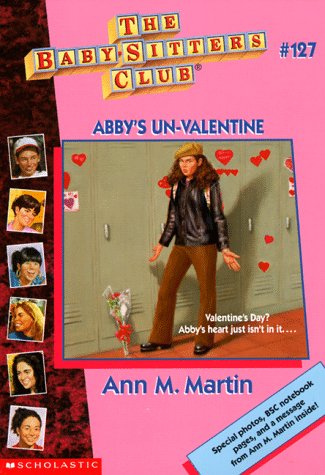 THE
BABY-SITTERS
CLUB®
#127
ABBY'S UN-VALENTINE
Valentine's Day?
Abby's heart just isn't in it....
Ann M. Martin
Special photos, BSC notebook
pages, and a message
from Ann M. Martin inside!
SCHOLASTIC